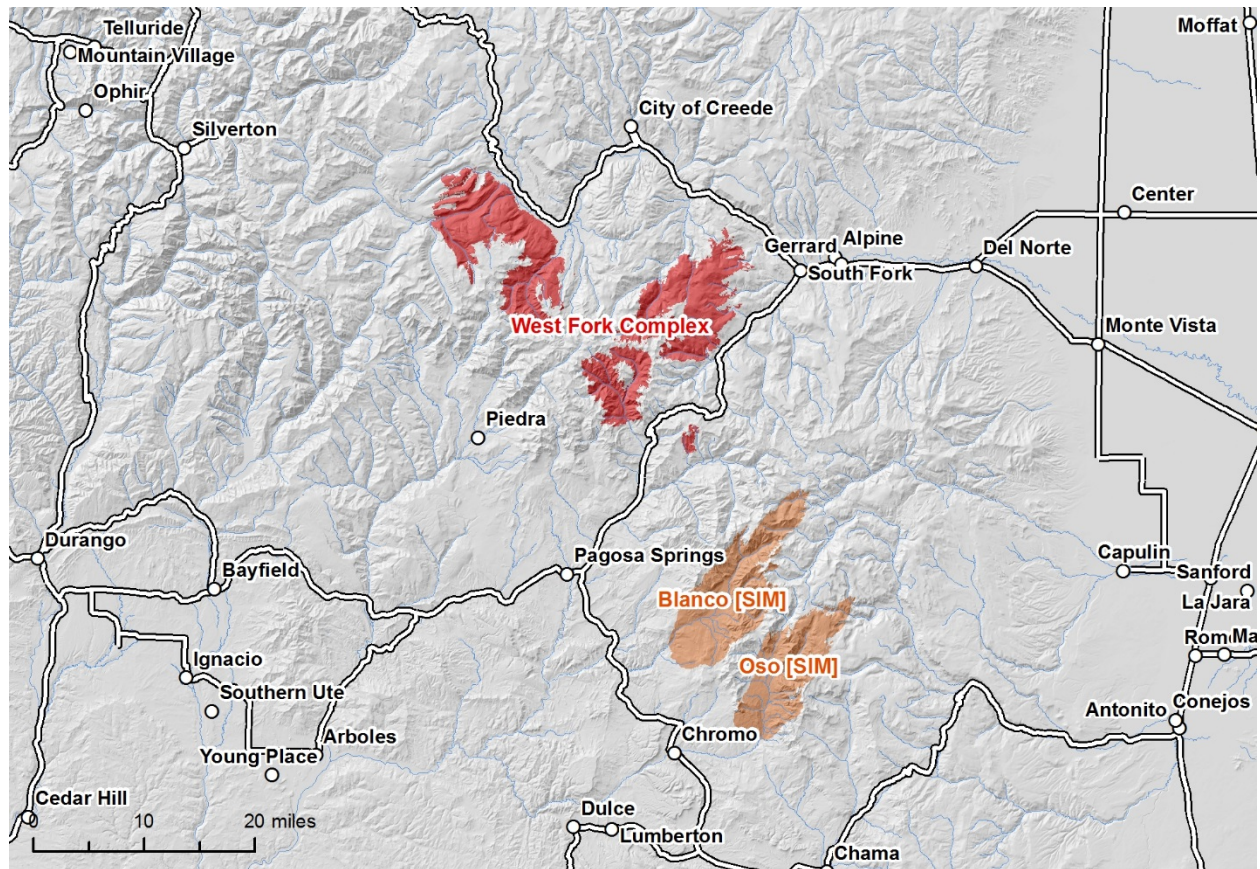 Telluride
Moffat
Mountain Village
Ophir
City of Creede
Silverton
Center
Gerrard
Alpine
Del Norte
South Fork
West Fork Complex
Monte Vista
Piedra
Durango
Pagosa Springs
Capulin
Bayfield
Sanford
Blanco [SIM]
La Jara
Rom
Ma
Oso [SIM]
Ignacio
Southern Ute
Antonito
Conejos
Arboles
Chromo
Young Place
Cedar Hill
0 10 20 miles
Dulce
Lumberton
Chama